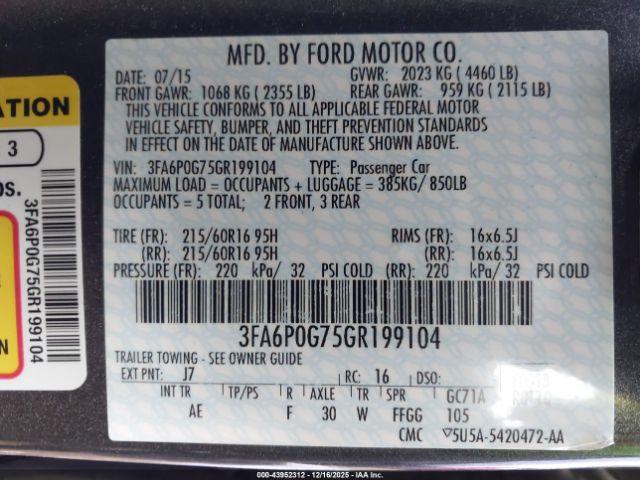 ATION
3
os.
3FA6P0G75GR199104
N
MFD. BY FORD MOTOR CO.
DATE: 07/15 GVWR: 2023 KG ( 4460 LB)
FRONT GAWR: 1068 KG ( 2355 LB) REAR GAWR: 959 KG ( 2115 LB)
THIS VEHICLE CONFORMS TO ALL APPLICABLE FEDERAL MOTOR
VEHICLE SAFETY, BUMPER, AND THEFT PREVENTION STANDARDS
IN EFFECT ON THE DATE OF MANUFACTURE SHOWN ABOVE.
VIN: 3FA6P0G75GR199104 TYPE: Passenger Car
MAXIMUM LOAD = OCCUPANTS + LUGGAGE = 385KG/ 850LB
OCCUPANTS = 5 TOTAL; 2 FRONT, 3 REAR
TIRE (FR): 215/60R16 95H RIMS (FR): 16x6.5J
(RR): 215/60R16 95H (RR): 16x6.5J
PRESSURE (FR): 220 kPa/ 32 PSI COLD (RR): 220 kPa/ 32 PSI COLD
3FA6P0G75GR199104
TRAILER TOWING - SEE OWNER GUIDE
EXT PNT: J7 RC: 16 DSO:
INT TR TP/PS R AXLE TR SPR GC71A
AE F 30 W FFGG 105
CMC ▽5U5A-5420472-AA
000-43952312 - 12/16/2025 - IAA Inc.